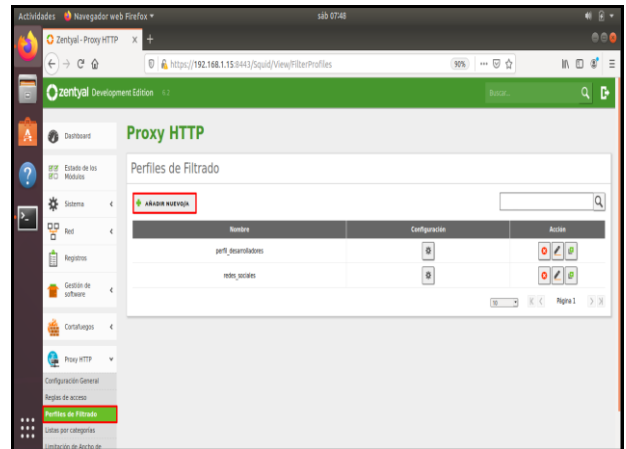 Actividades Navegador web Firefox sáb 07:48
Zentyal - Proxy HTTP
https://192.168.1.15:8443/Squid/View/FilterProfiles 90%
zentyal Development Edition 6.2 Buscar...
Dashboard
Estado de los
Módulos
Sistema
Red
Registros
Gestión de
software
Cortafuegos
Proxy HTTP
Configuración General
Reglas de acceso
Perfiles de Filtrado
Listas por categorías
Limitación de Ancho de
Proxy HTTP
Perfiles de Filtrado
AÑADIR NUEVO/A
Nombre Configuración Acción
perfil_desarrolladores
redes_sociales
10 Página 1